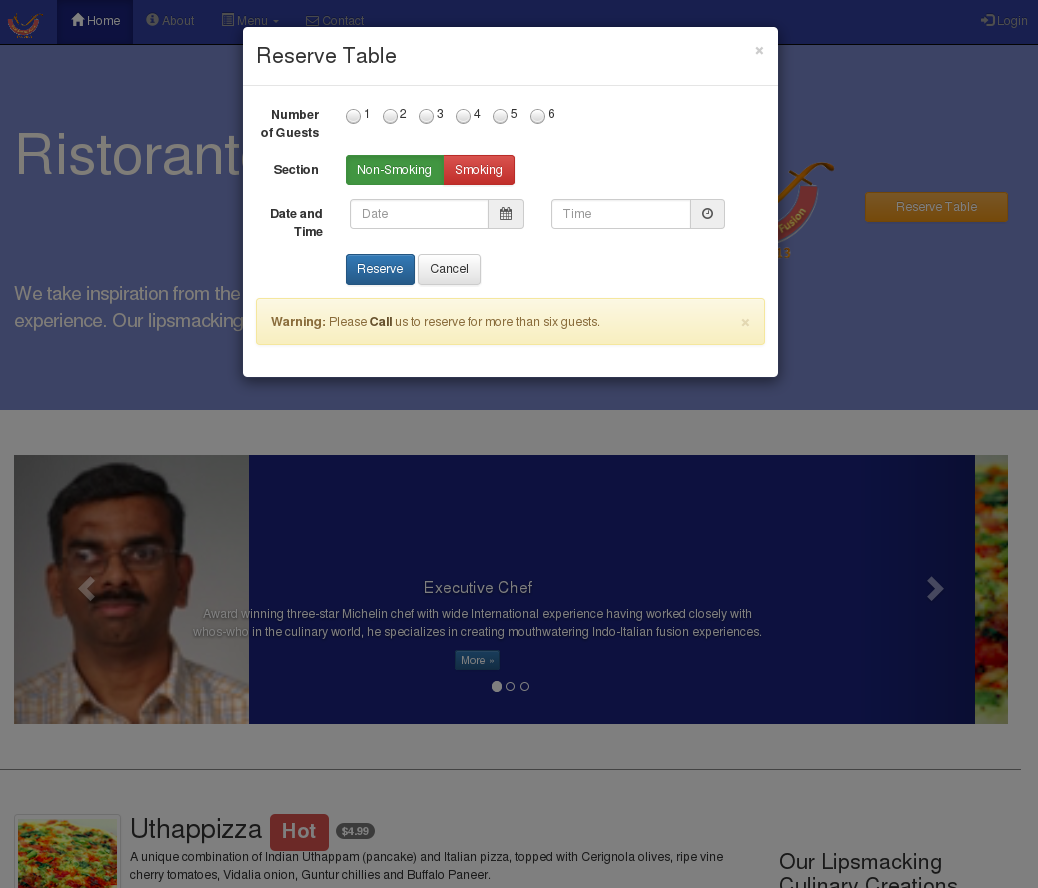 Home About Menu Contact Login
Reserve Table ×
Number of Guests 1 2 3 4 5 6
Section Non-Smoking Smoking
Date and Time Date Time
Reserve Cancel
Warning: Please Call us to reserve for more than six guests. ×
Ristorant
Fusion
Reserve Table
We take inspiration from the
experience. Our lipsmacking
Executive Chef
Award winning three-star Michelin chef with wide International experience having worked closely with
whos-who in the culinary world, he specializes in creating mouthwatering Indo-Italian fusion experiences.
More »
Uthappizza Hot $4.99
A unique combination of Indian Uthappam (pancake) and Italian pizza, topped with Cerignola olives, ripe vine
cherry tomatoes, Vidalia onion, Guntur chillies and Buffalo Paneer.
Our Lipsmacking
Culinary Creations